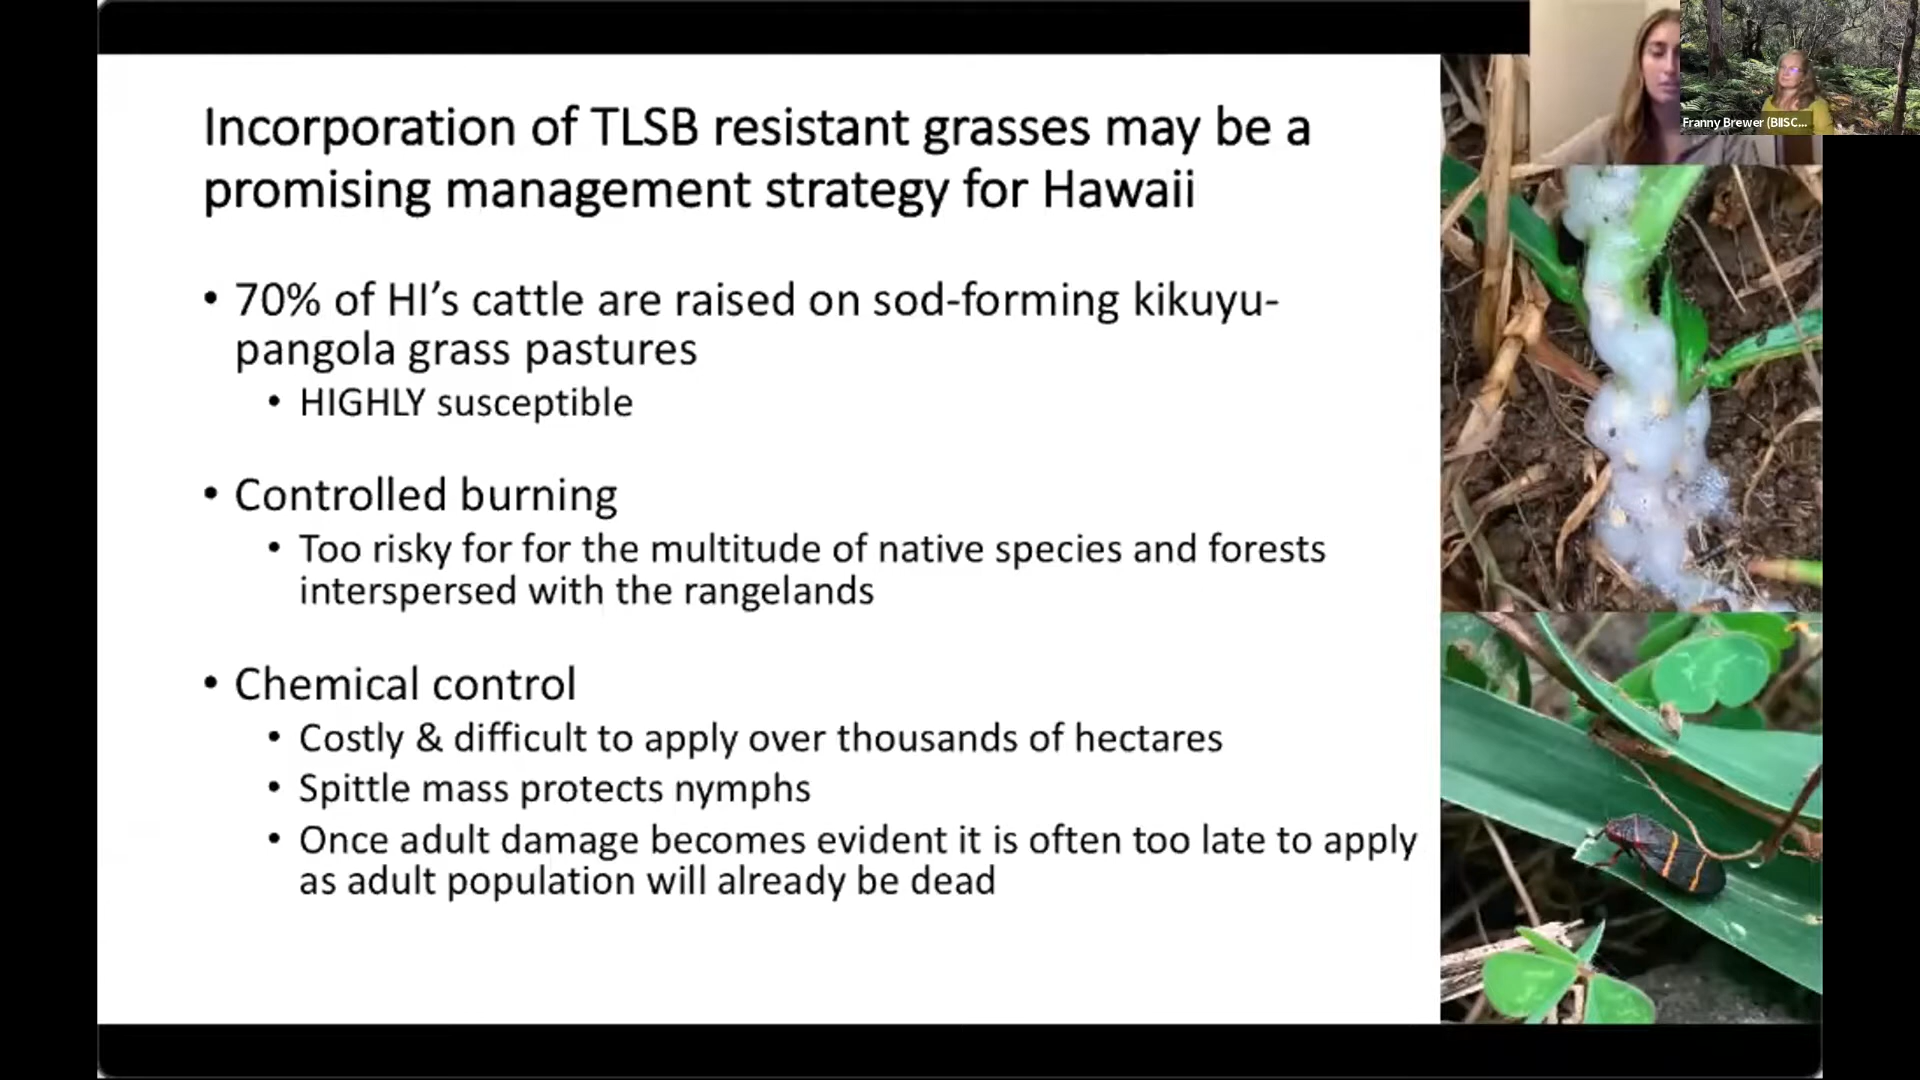 Franny Brewer (BIISC...
Incorporation of TLSB resistant grasses may be a
promising management strategy for Hawaii
• 70% of HI’s cattle are raised on sod-forming kikuyu-
pangola grass pastures
• HIGHLY susceptible
• Controlled burning
• Too risky for for the multitude of native species and forests
interspersed with the rangelands
• Chemical control
• Costly & difficult to apply over thousands of hectares
• Spittle mass protects nymphs
• Once adult damage becomes evident it is often too late to apply
as adult population will already be dead